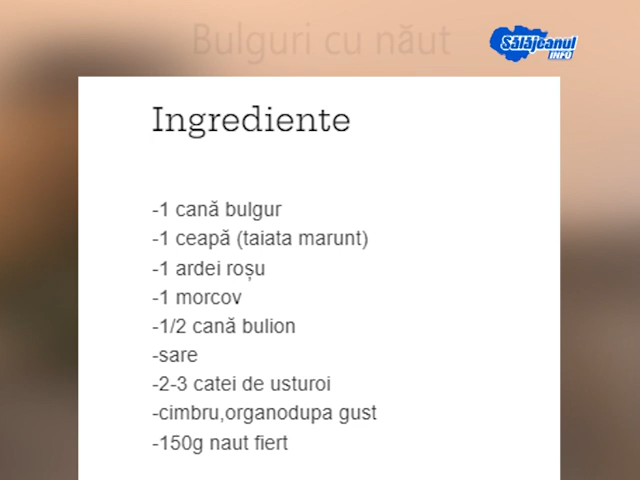 Bulguri cu năut
Sălăjeanul
INFO
Ingrediente
-1 cană bulgur
-1 ceapă (taiata marunt)
-1 ardei roșu
-1 morcov
-1/2 cană bulion
-sare
-2-3 catei de usturoi
-cimbru,organodupa gust
-150g naut fiert